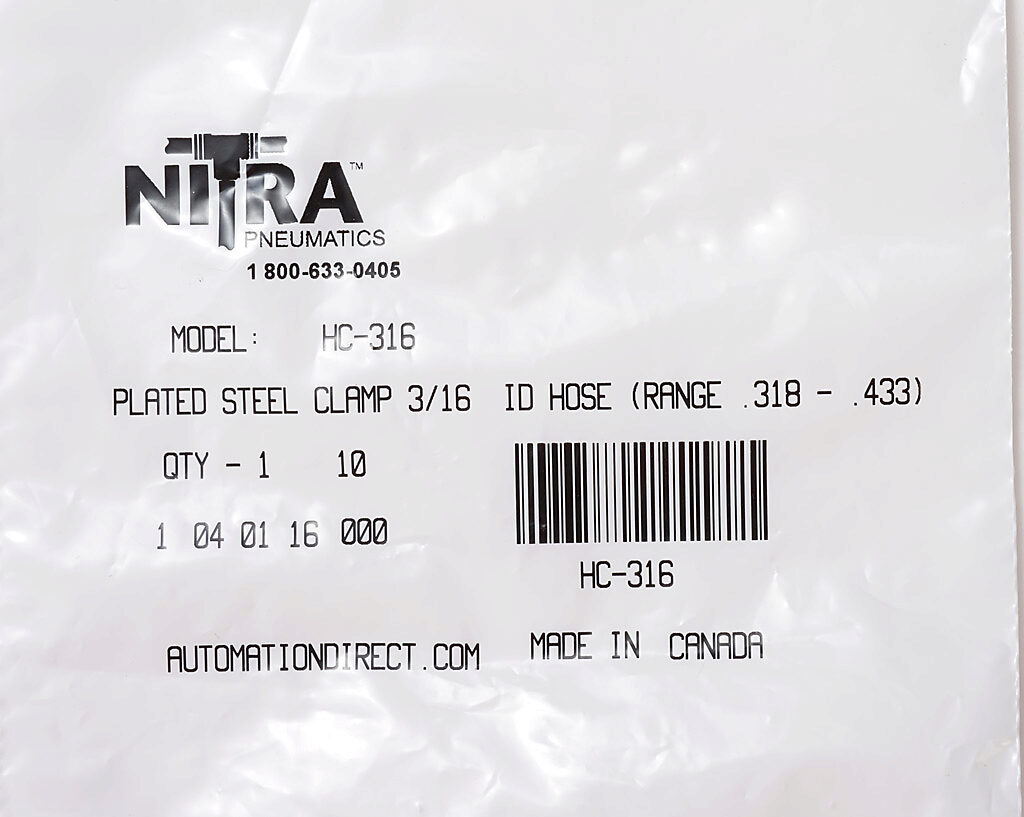 NITRA™
PNEUMATICS
1 800-633-0405
MODEL: HC-316
PLATED STEEL CLAMP 3/16 ID HOSE (RANGE .318 - .433)
QTY - 1 10
1 04 01 16 000
HC-316
AUTOMATIONDIRECT.COM
MADE IN CANADA